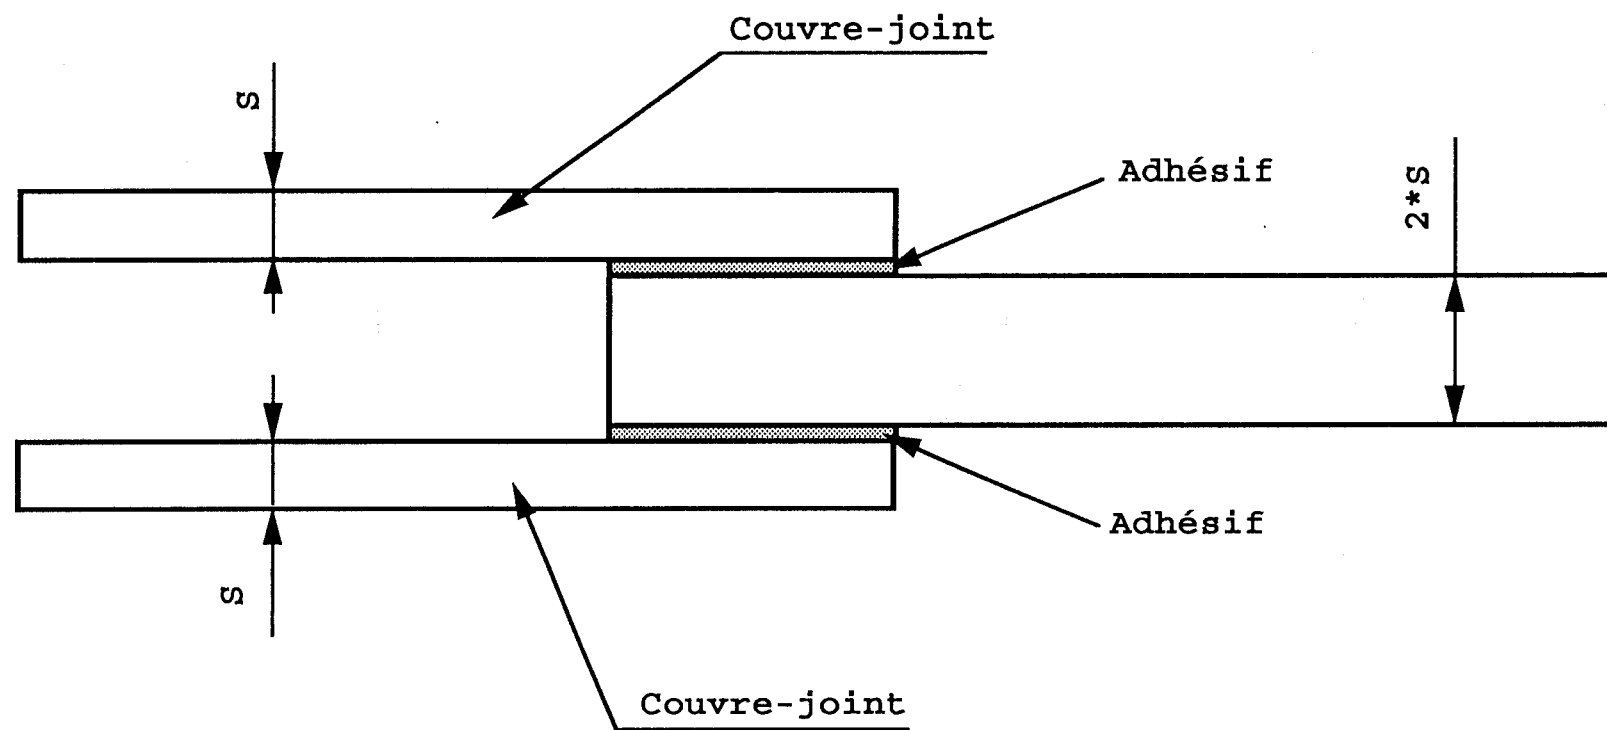 Couvre-joint
S
Adhésif
2*S
Adhésif
S
Couvre-joint